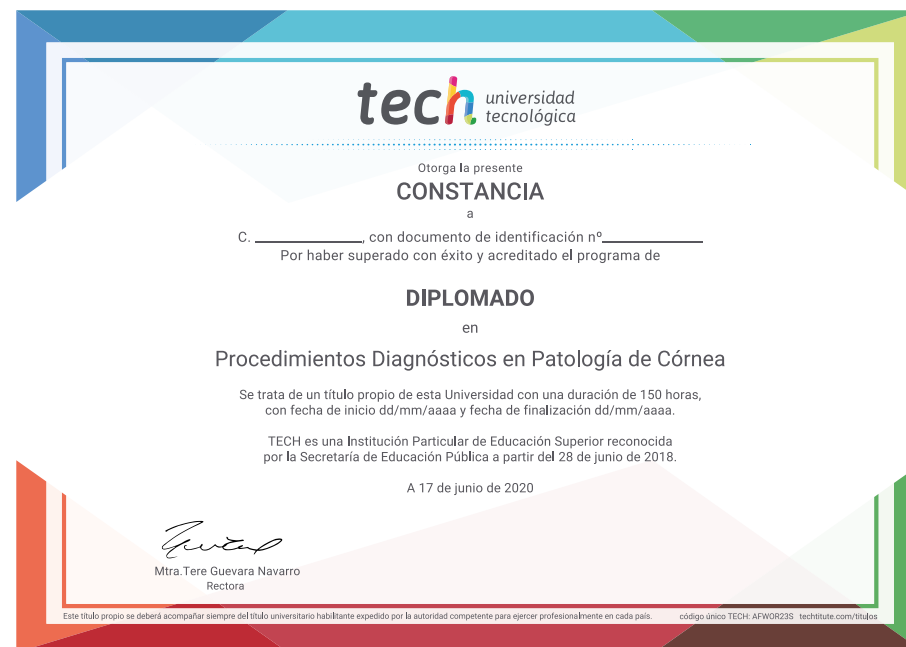 tech universidad
tecnológica
Otorga la presente
CONSTANCIA
a
C. ____________, con documento de identificación nº____________
Por haber superado con éxito y acreditado el programa de
DIPLOMADO
en
Procedimientos Diagnósticos en Patología de Córnea
Se trata de un título propio de esta Universidad con una duración de 150 horas,
con fecha de inicio dd/mm/aaaa y fecha de finalización dd/mm/aaaa.
TECH es una Institución Particular de Educación Superior reconocida
por la Secretaría de Educación Pública a partir del 28 de junio de 2018.
A 17 de junio de 2020
Mtra.Tere Guevara Navarro
Rectora
Este título propio se deberá acompañar siempre del título universitario habilitante expedido por la autoridad competente para ejercer profesionalmente en cada país. código único TECH: AFWOR23S techtitute.com/titulos